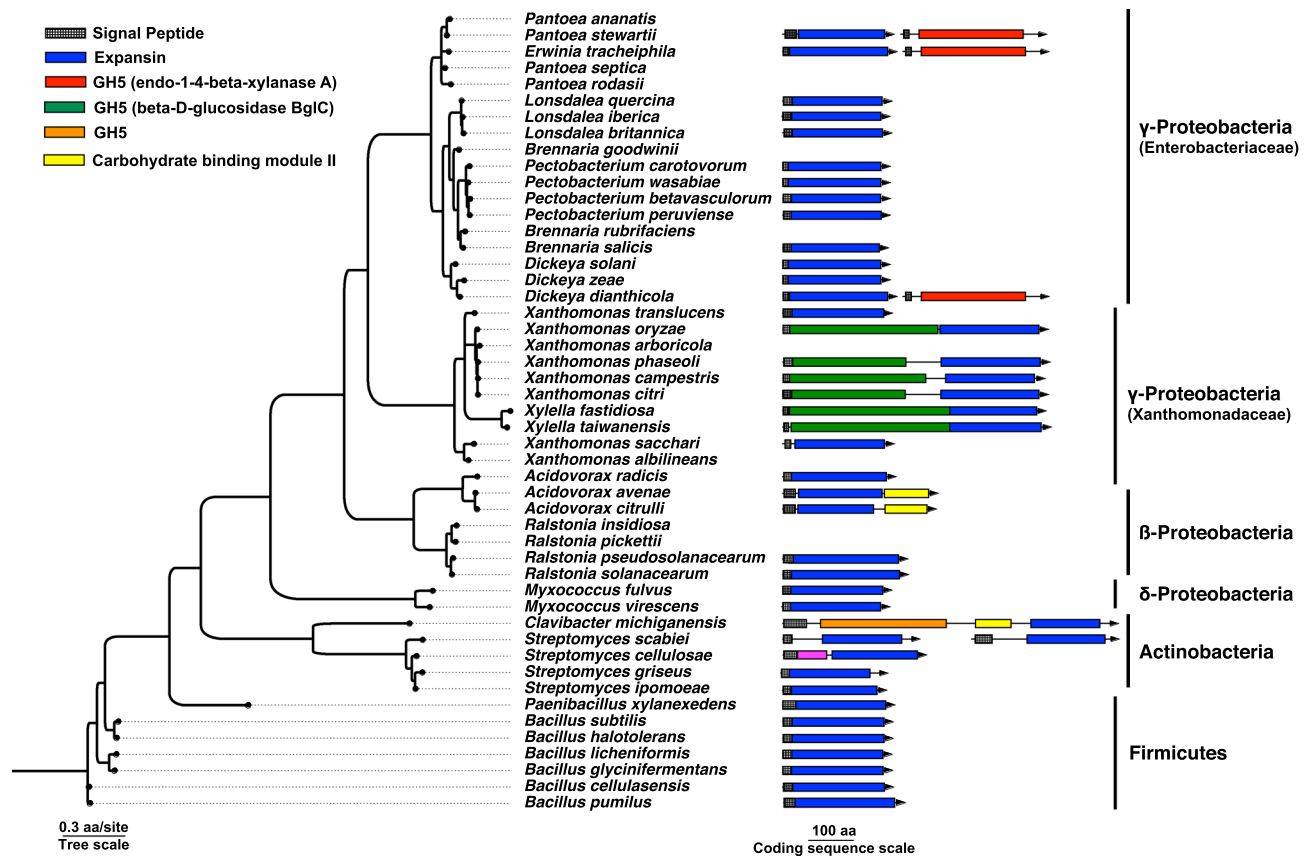 Signal Peptide
Expansin
GH5 (endo-1-4-beta-xylanase A)
GH5 (beta-D-glucosidase BglC)
GH5
Carbohydrate binding module II
Pantoea ananatis
Pantoea stewartii
Erwinia tracheiphila
Pantoea septica
Pantoea rodasii
Lonsdalea quercina
Lonsdalea iberica
Lonsdalea britannica
Brennaria goodwinii
Pectobacterium carotovorum
Pectobacterium wasabiae
Pectobacterium betavasculorum
Pectobacterium peruviense
Brennaria rubrifaciens
Brennaria salicis
Dickeya solani
Dickeya zeae
Dickeya dianthicola
Xanthomonas translucens
Xanthomonas oryzae
Xanthomonas arboricola
Xanthomonas phaseoli
Xanthomonas campestris
Xanthomonas citri
Xylella fastidiosa
Xylella taiwanensis
Xanthomonas sacchari
Xanthomonas albilineans
Acidovorax radicis
Acidovorax avenae
Acidovorax citrulli
Ralstonia insidiosa
Ralstonia pickettii
Ralstonia pseudosolanacearum
Ralstonia solanacearum
Myxococcus fulvus
Myxococcus virescens
Clavibacter michiganensis
Streptomyces scabiei
Streptomyces cellulosae
Streptomyces griseus
Streptomyces ipomoeae
Paenibacillus xylanexedens
Bacillus subtilis
Bacillus halotolerans
Bacillus licheniformis
Bacillus glycinifermentans
Bacillus cellulasensis
Bacillus pumilus
γ-Proteobacteria
(Enterobacteriaceae)
γ-Proteobacteria
(Xanthomonadaceae)
ß-Proteobacteria
δ-Proteobacteria
Actinobacteria
Firmicutes
0.3 aa/site
Tree scale
100 aa
Coding sequence scale